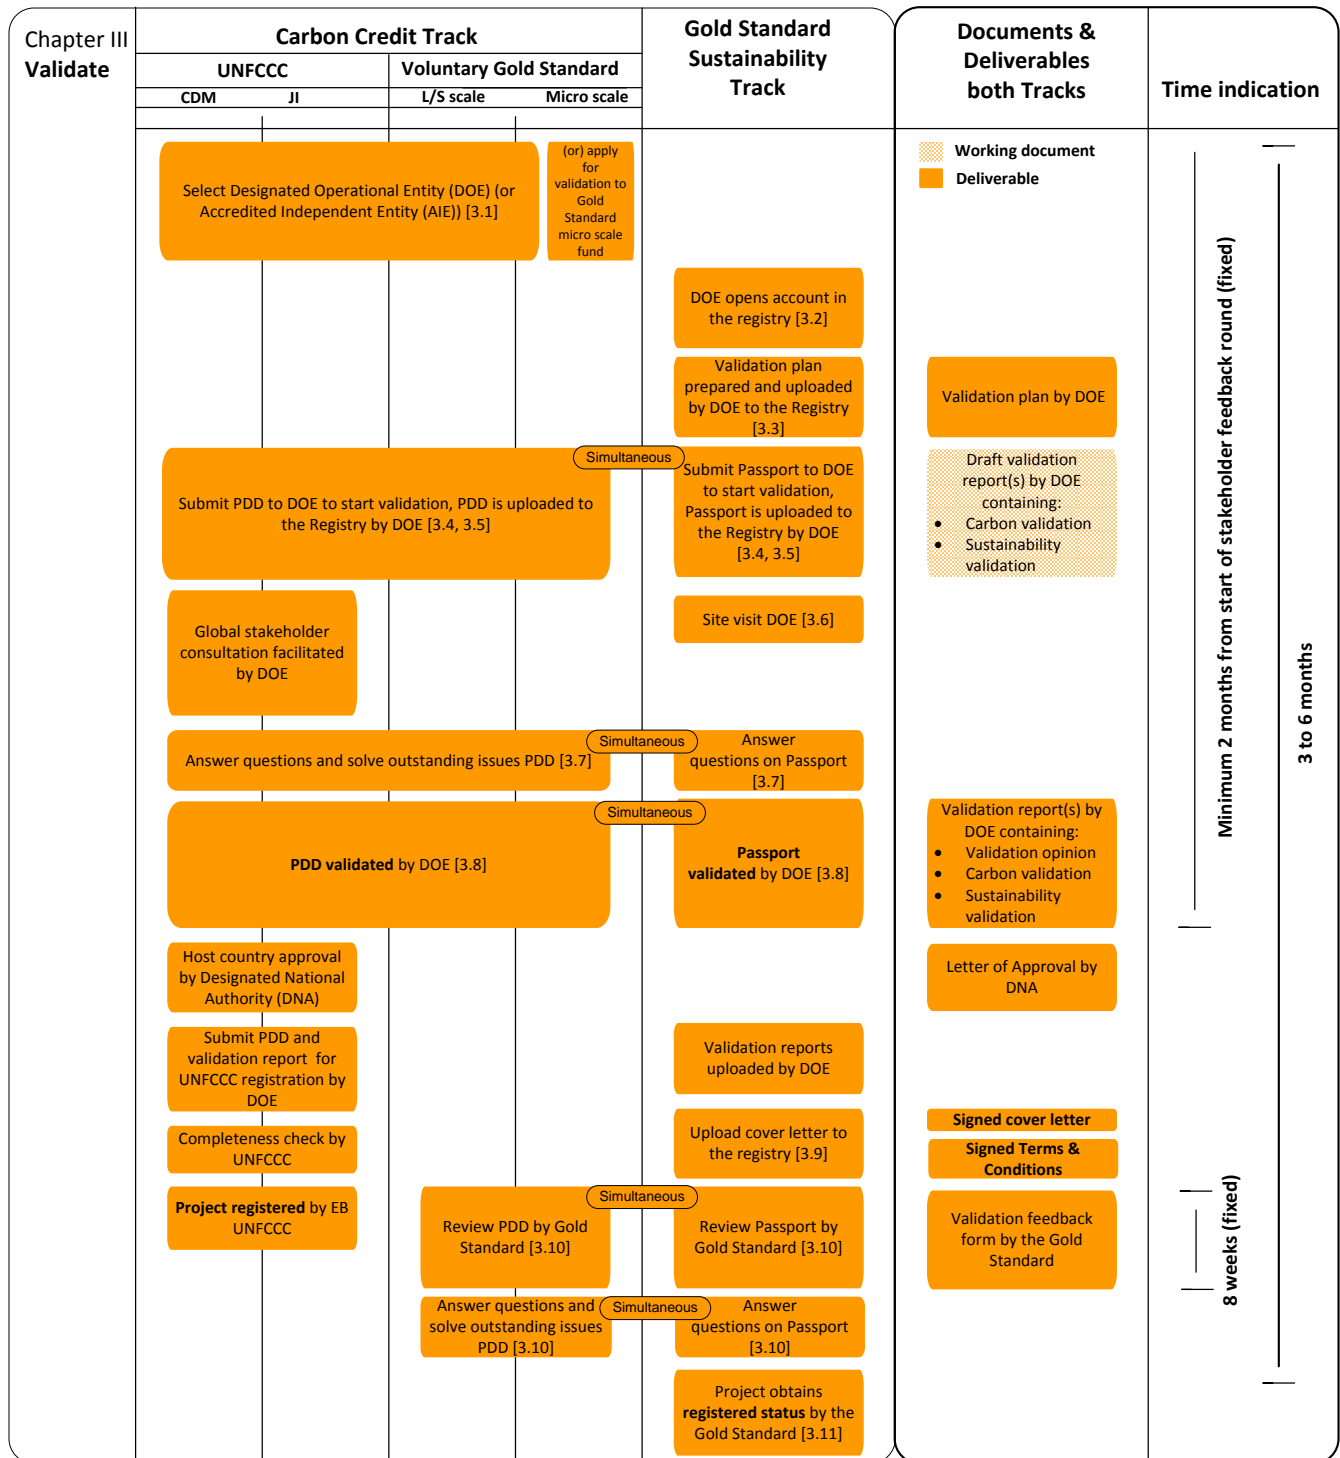 Chapter III
Validate
Carbon Credit Track
UNFCCC
Voluntary Gold Standard
CDM
JI
L/S scale
Micro scale
Gold Standard
Sustainability
Track
Documents &
Deliverables
both Tracks
Time indication
Working document
Deliverable
Select Designated Operational Entity (DOE) (or
Accredited Independent Entity (AIE)) [3.1]
(or) apply
for
validation to
Gold
Standard
micro scale
fund
DOE opens account in
the registry [3.2]
Validation plan
prepared and uploaded
by DOE to the Registry
[3.3]
Validation plan by DOE
Simultaneous
Submit PDD to DOE to start validation, PDD is uploaded to
the Registry by DOE [3.4, 3.5]
Submit Passport to DOE
to start validation,
Passport is uploaded to
the Registry by DOE
[3.4, 3.5]
Draft validation
report(s) by DOE
containing:
• Carbon validation
• Sustainability
validation
Global stakeholder
consultation facilitated
by DOE
Site visit DOE [3.6]
Simultaneous
Answer questions and solve outstanding issues PDD [3.7]
Answer
questions on Passport
[3.7]
Simultaneous
PDD validated by DOE [3.8]
Passport
validated by DOE [3.8]
Validation report(s) by
DOE containing:
• Validation opinion
• Carbon validation
• Sustainability
validation
Minimum 2 months from start of stakeholder feedback round (fixed)
3 to 6 months
Host country approval
by Designated National
Authority (DNA)
Letter of Approval by
DNA
Submit PDD and
validation report for
UNFCCC registration by
DOE
Validation reports
uploaded by DOE
Completeness check by
UNFCCC
Upload cover letter to
the registry [3.9]
Signed cover letter
Signed Terms &
Conditions
Project registered by EB
UNFCCC
Simultaneous
Review PDD by Gold
Standard [3.10]
Review Passport by
Gold Standard [3.10]
Validation feedback
form by the Gold
Standard
8 weeks (fixed)
Simultaneous
Answer questions and
solve outstanding issues
PDD [3.10]
Answer
questions on Passport
[3.10]
Project obtains
registered status by the
Gold Standard [3.11]